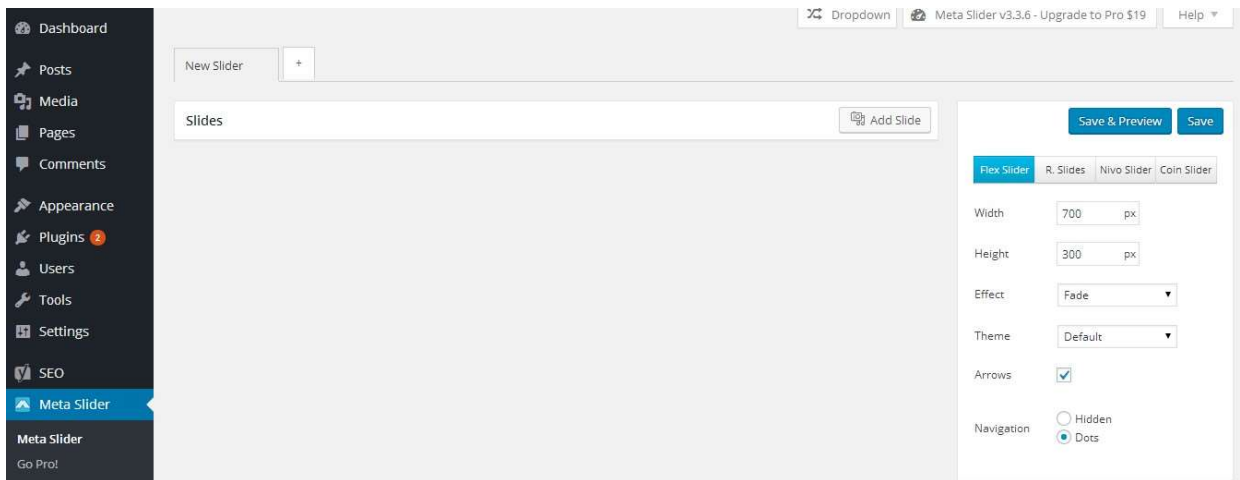 Dashboard
Posts
Media
Pages
Comments
Appearance
Plugins 2
Users
Tools
Settings
SEO
Meta Slider
Meta Slider
Go Pro!
Dropdown
Meta Slider v3.3.6 - Upgrade to Pro $19
Help
New Slider
+
Slides
Add Slide
Save & Preview
Save
Flex Slider R. Slides Nivo Slider Coin Slider
Width 700 px
Height 300 px
Effect Fade
Theme Default
Arrows
Navigation
Hidden
Dots